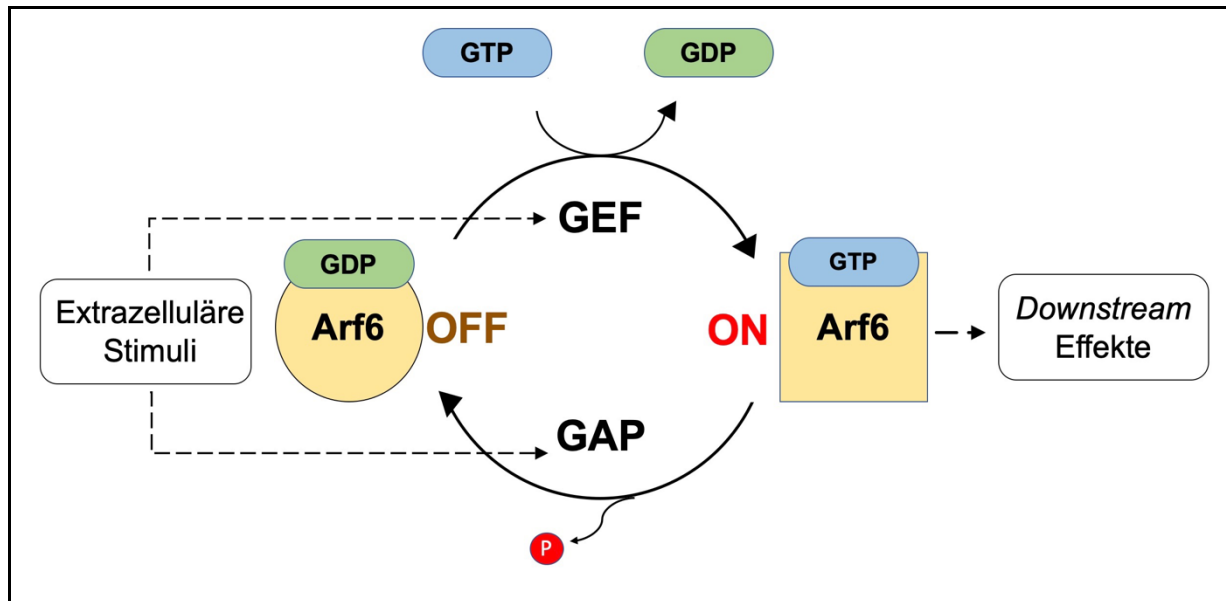 GTP
GDP
GEF
GDP
GTP
Extrazelluläre
Stimuli
Arf6
OFF
ON
Arf6
Downstream
Effekte
GAP
P